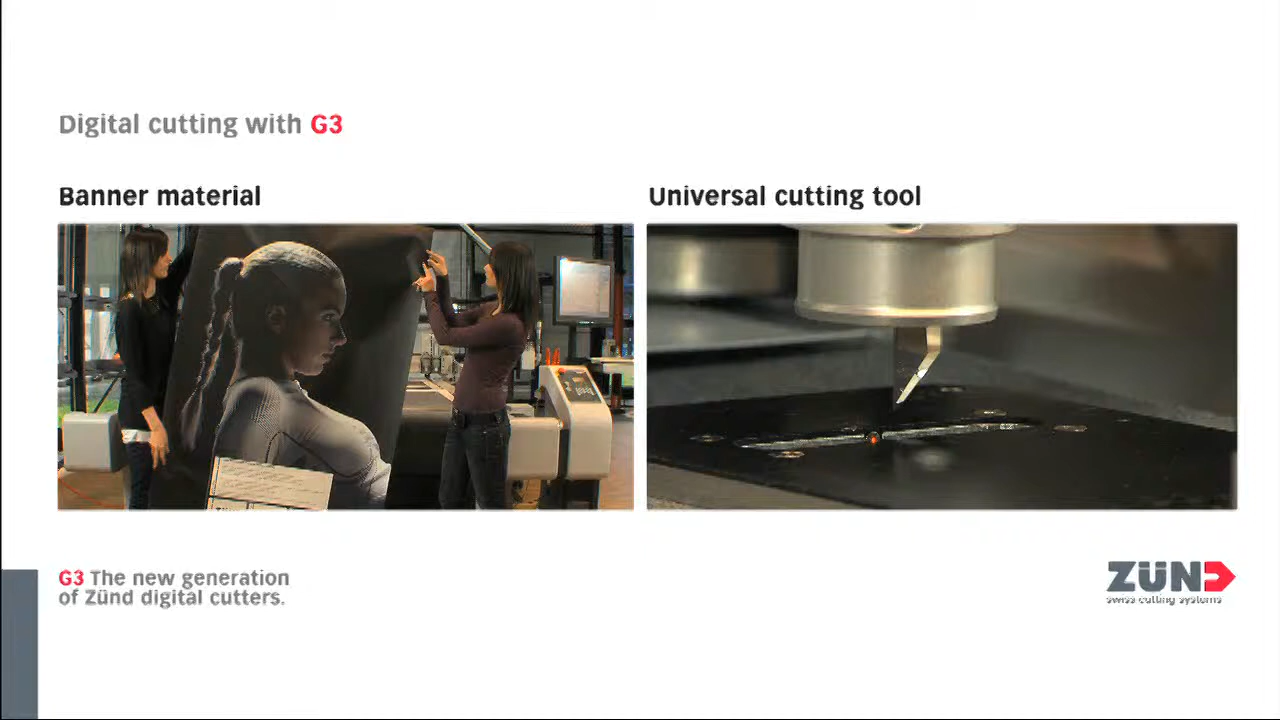 Digital cutting with G3
Banner material
Universal cutting tool
G3 The new generation
of Zünd digital cutters.
ZÜND
swiss cutting systems